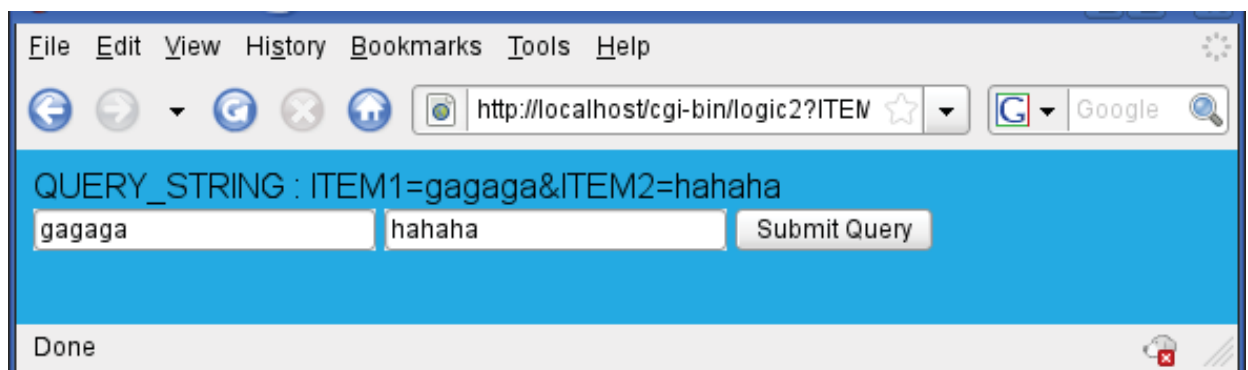 File Edit View History Bookmarks Tools Help
http://localhost/cgi-bin/logic2?ITEM
G Google
QUERY_STRING : ITEM1=gagaga&ITEM2=hahaha
gagaga hahaha Submit Query
Done